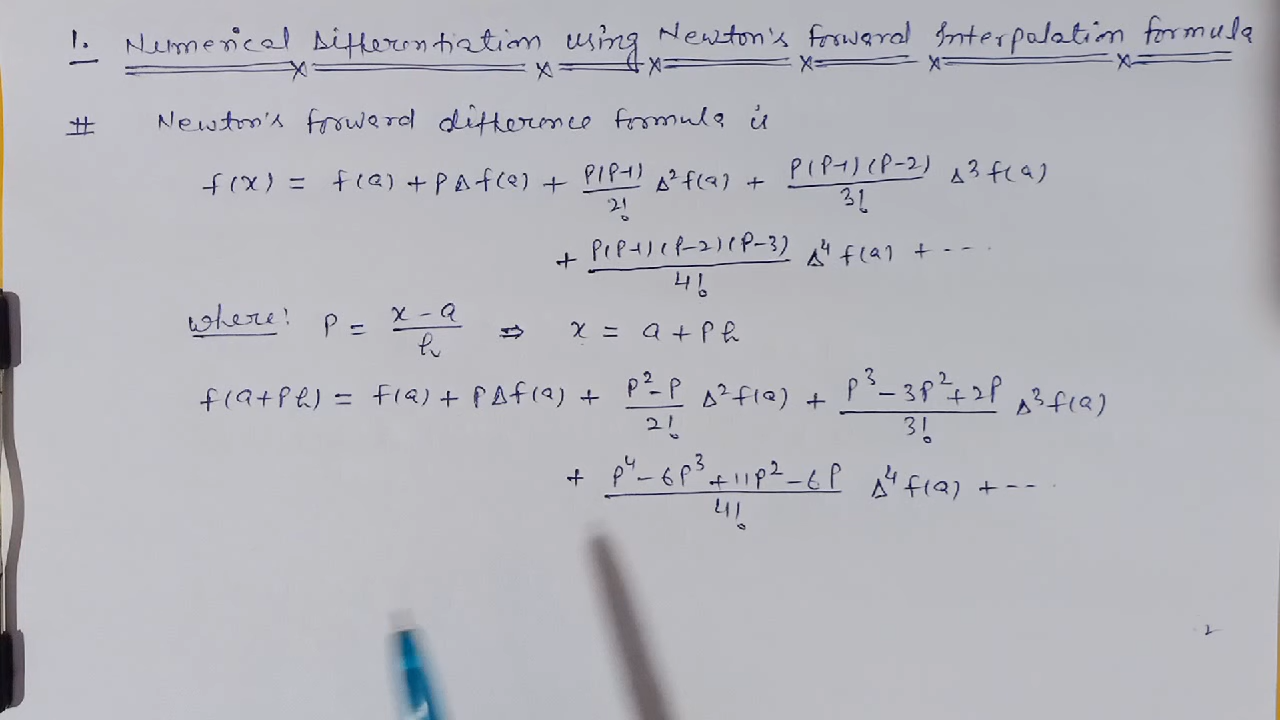 1. Numerical Differentiation using Newton's forward Interpolation formula
# Newton's forward difference formula is
f(x) = f(a) + PΔf(a) + P(P-1)/2! Δ²f(a) + P(P-1)(P-2)/3! Δ³f(a)
+ P(P-1)(P-2)(P-3)/4! Δ⁴f(a) + ----
where: P = x-a/h ⇒ x = a + Ph
f(a+Ph) = f(a) + PΔf(a) + P²-P/2! Δ²f(a) + P³-3P²+2P/3! Δ³f(a)
+ P⁴-6P³+11P²-6P/4! Δ⁴f(a) + ---
2